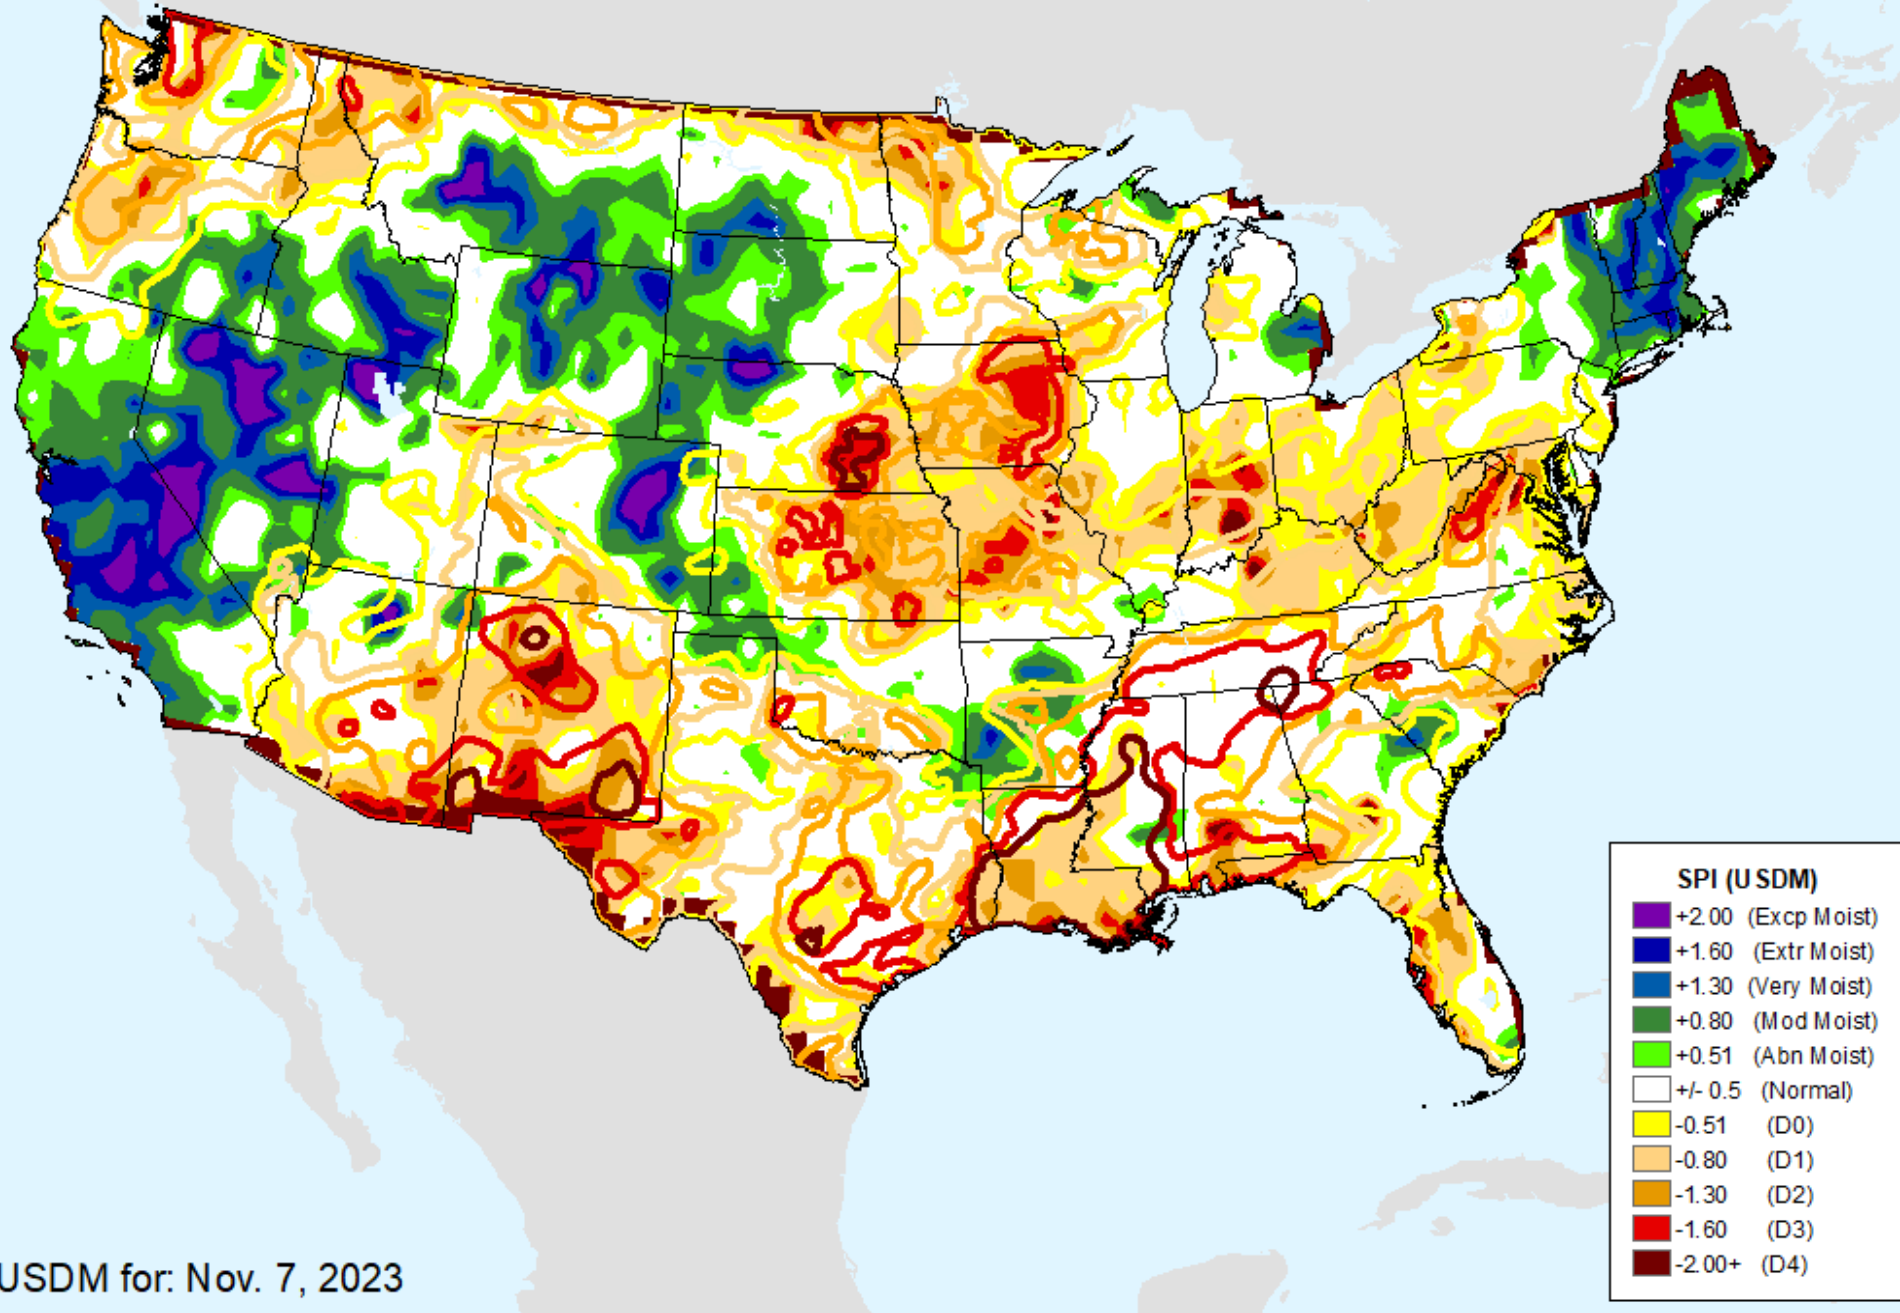 SPI (USDM)
+2.00 (Excp Moist)
+1.60 (Extr Moist)
+1.30 (Very Moist)
+0.80 (Mod Moist)
+0.51 (Abn Moist)
+/- 0.5 (Normal)
-0.51 (D0)
-0.80 (D1)
-1.30 (D2)
-1.60 (D3)
-2.00+ (D4)
USDM for: Nov. 7, 2023